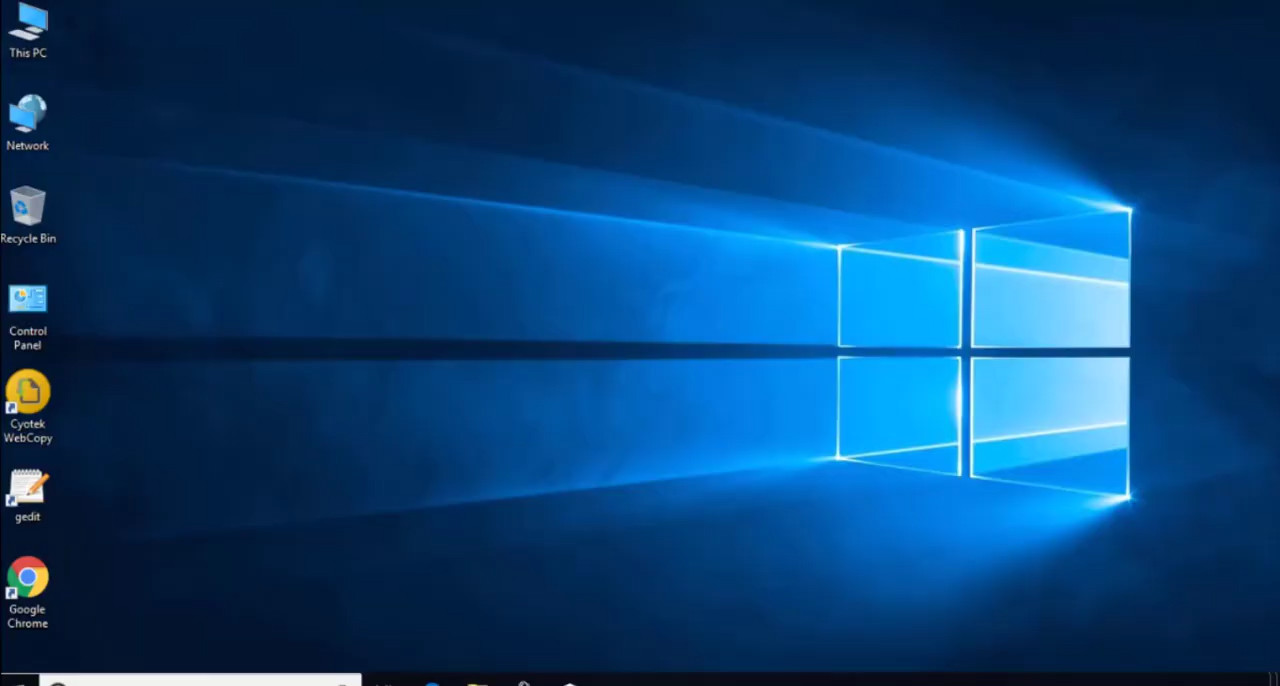 This PC
Network
Recycle Bin
Control
Panel
Cyotek
WebCopy
gedit
Google
Chrome